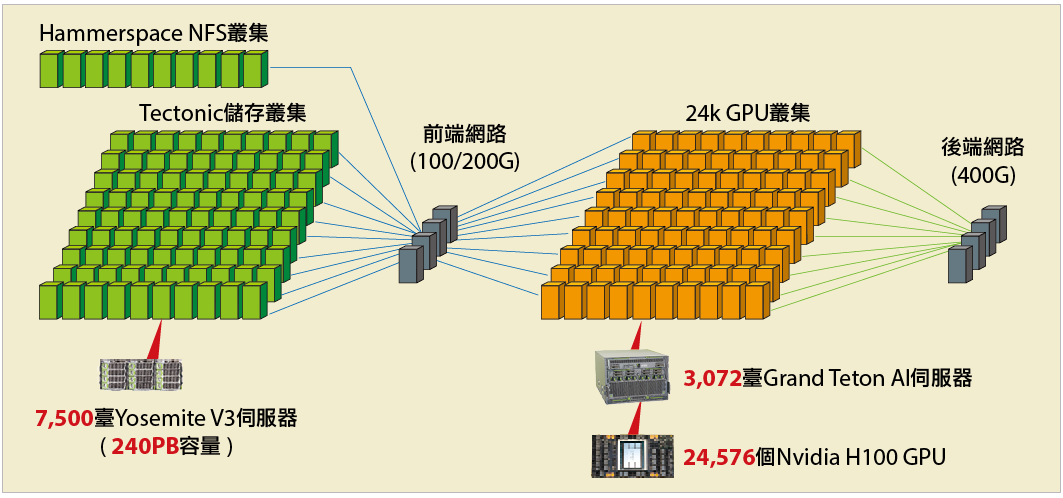 Hammerspace NFS叢集
Tectonic儲存叢集
前端網路
(100/200G)
24k GPU叢集
後端網路
(400G)
7,500臺Yosemite V3伺服器
( 240PB容量 )
3,072臺Grand Teton AI伺服器
24,576個Nvidia H100 GPU